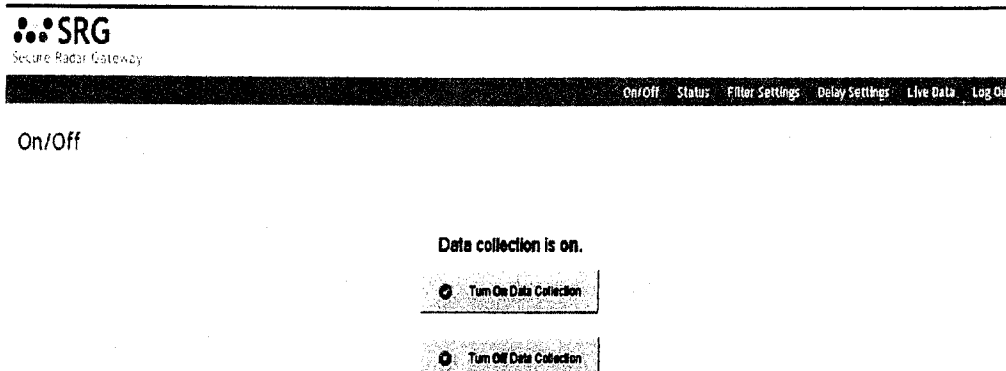 SRG
Secure Radar Gateway
On/Off Status Filter Settings Delay Settings Live Data Log Ou
On/Off
Data collection is on.
Turn On Data Collection
Turn Off Data Collection